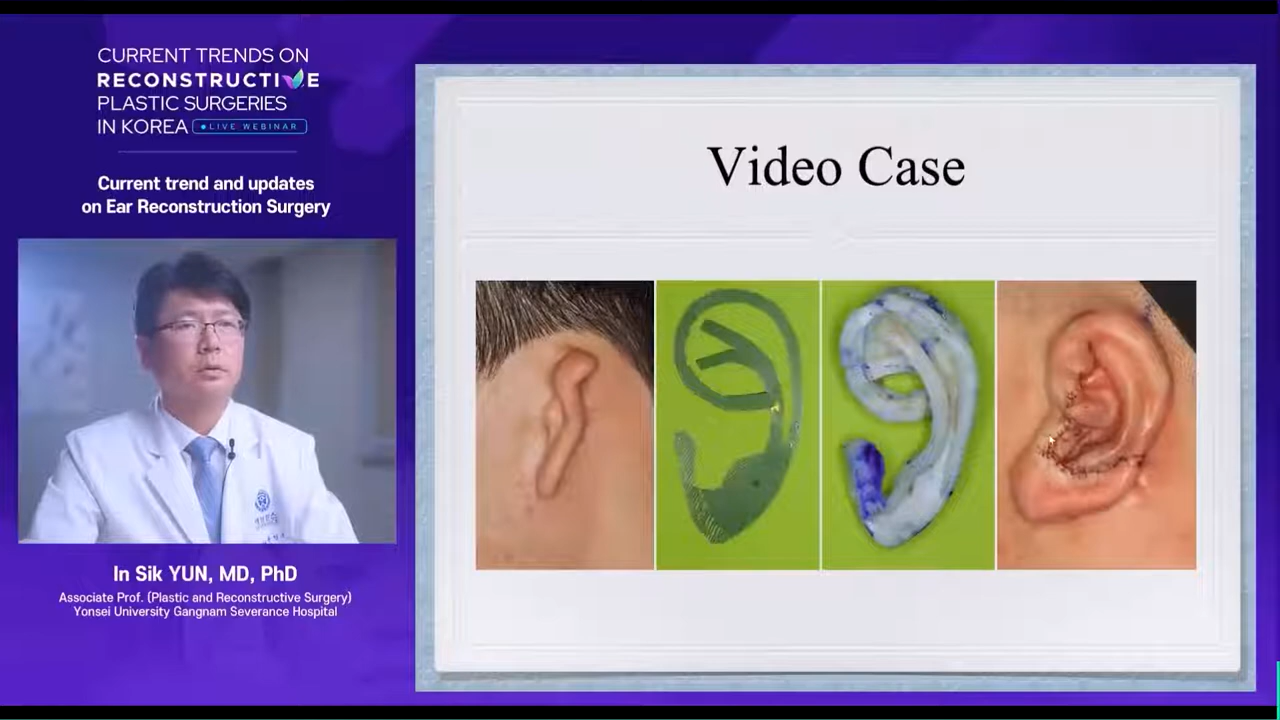 CURRENT TRENDS ON
RECONSTRUCTIVE
PLASTIC SURGERIES
IN KOREA LIVE WEBINAR
Current trend and updates
on Ear Reconstruction Surgery
In Sik YUN, MD, PhD
Associate Prof. (Plastic and Reconstructive Surgery)
Yonsei University Gangnam Severance Hospital
Video Case